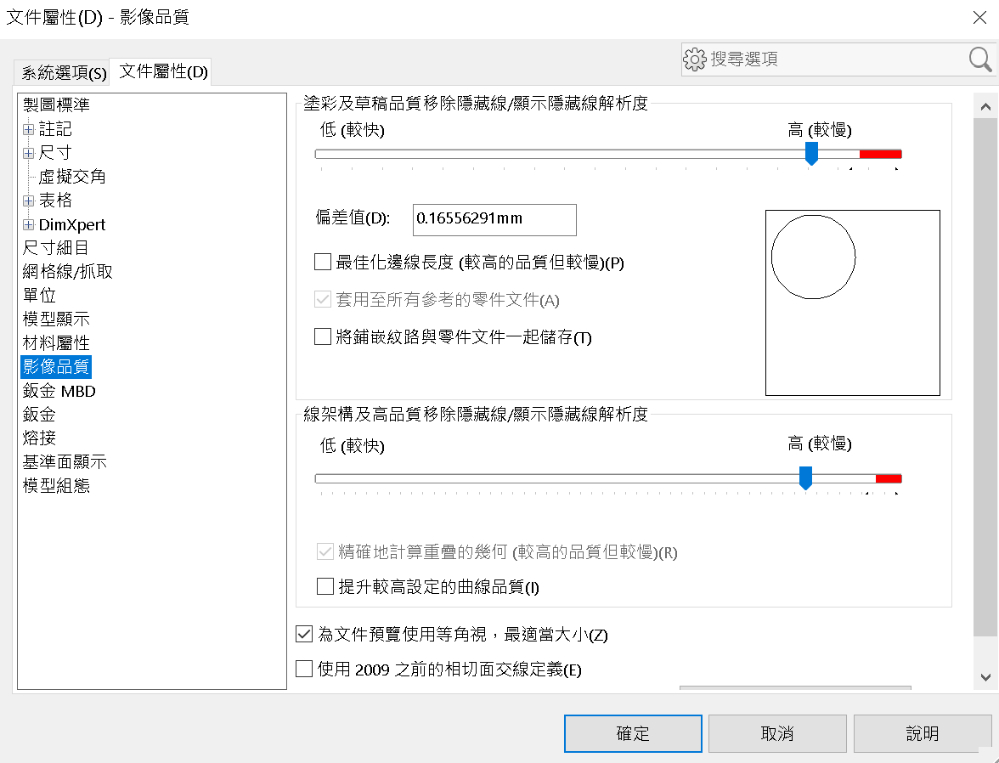 文件屬性(D) - 影像品質
系統選項(S)
文件屬性(D)
搜尋選項
製圖標準
註記
尺寸
虛擬交角
表格
DimXpert
尺寸細目
網格線/抓取
單位
模型顯示
材料屬性
影像品質
鈑金 MBD
鈑金
熔接
基準面顯示
模型組態
塗彩及草稿品質移除隱藏線/顯示隱藏線解析度
低 (較快)
高 (較慢)
偏差值(D):
0.16556291mm
最佳化邊線長度 (較高的品質但較慢)(P)
套用至所有參考的零件文件(A)
將鋪嵌紋路與零件文件一起儲存(T)
線架構及高品質移除隱藏線/顯示隱藏線解析度
低 (較快)
高 (較慢)
精確地計算重疊的幾何 (較高的品質但較慢)(R)
提升較高設定的曲線品質(I)
為文件預覽使用等角視，最適當大小(Z)
使用 2009 之前的相切面交線定義(E)
確定
取消
說明